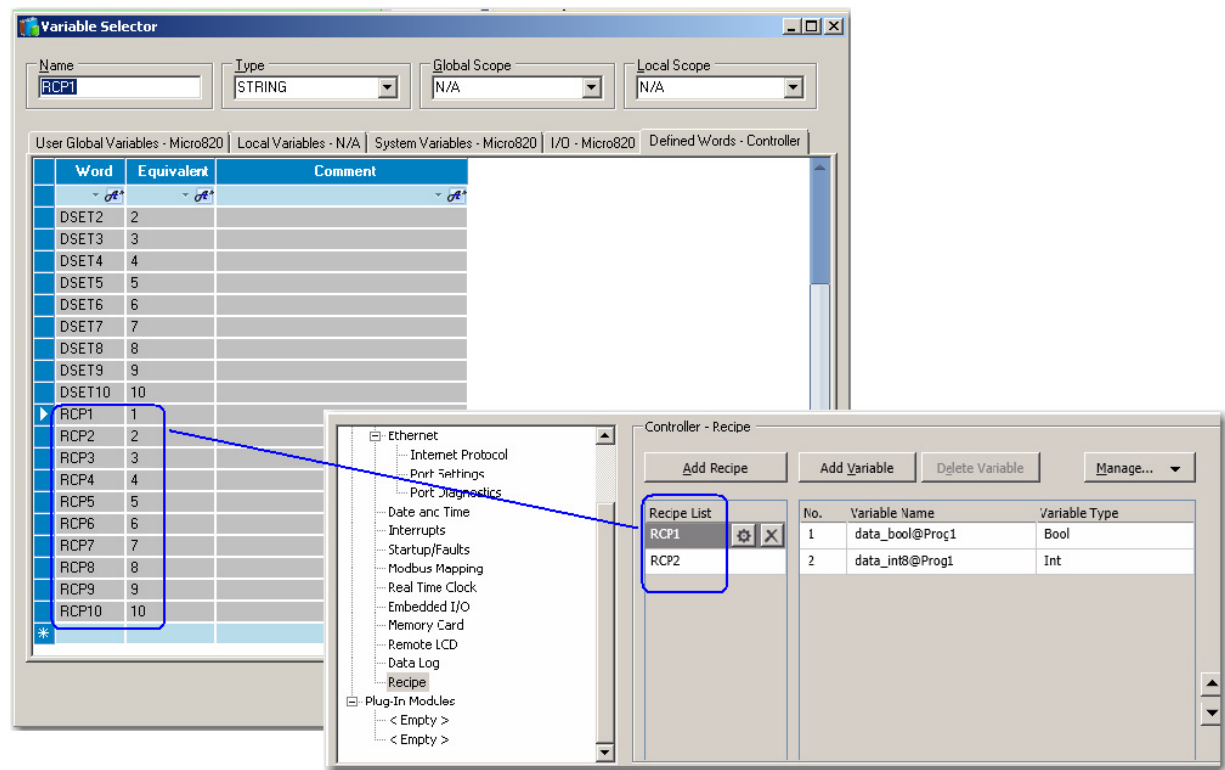 Variable Selector
Name
Type
Global Scope
Local Scope
RCP1
STRING
N/A
N/A
User Global Variables - Micro820
Local Variables - N/A
System Variables - Micro820
I/O - Micro820
Defined Words - Controller
Word Equivalent Comment
DSET2 2
DSET3 3
DSET4 4
DSET5 5
DSET6 6
DSET7 7
DSET8 8
DSET9 9
DSET10 10
RCP1 1
RCP2 2
RCP3 3
RCP4 4
RCP5 5
RCP6 6
RCP7 7
RCP8 8
RCP9 9
RCP10 10
Ethernet
Internet Protocol
Port Settings
Port Diagnostics
Date and Time
Interrupts
Startup/Faults
Modbus Mapping
Real Time Clock
Embedded I/O
Memory Card
Remote LCD
Data Log
Recipe
Plug-In Modules
< Empty >
< Empty >
Controller - Recipe
Add Recipe
Add Variable
Delete Variable
Manage...
Recipe List
RCP1
RCP2
No. Variable Name Variable Type
1 data_bool@Prog1 Bool
2 data_int8@Prog1 Int